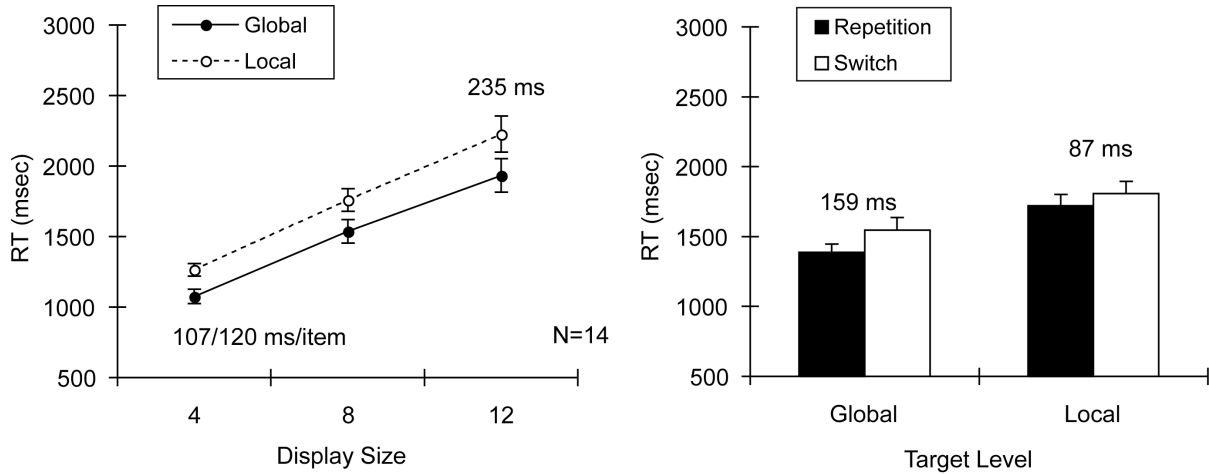 3000
2500
2000
1500
1000
500
RT (msec)
Global
Local
235 ms
107/120 ms/item
N=14
4 8 12
Display Size
3000
2500
2000
1500
1000
500
RT (msec)
Repetition
Switch
159 ms
87 ms
Global Local
Target Level